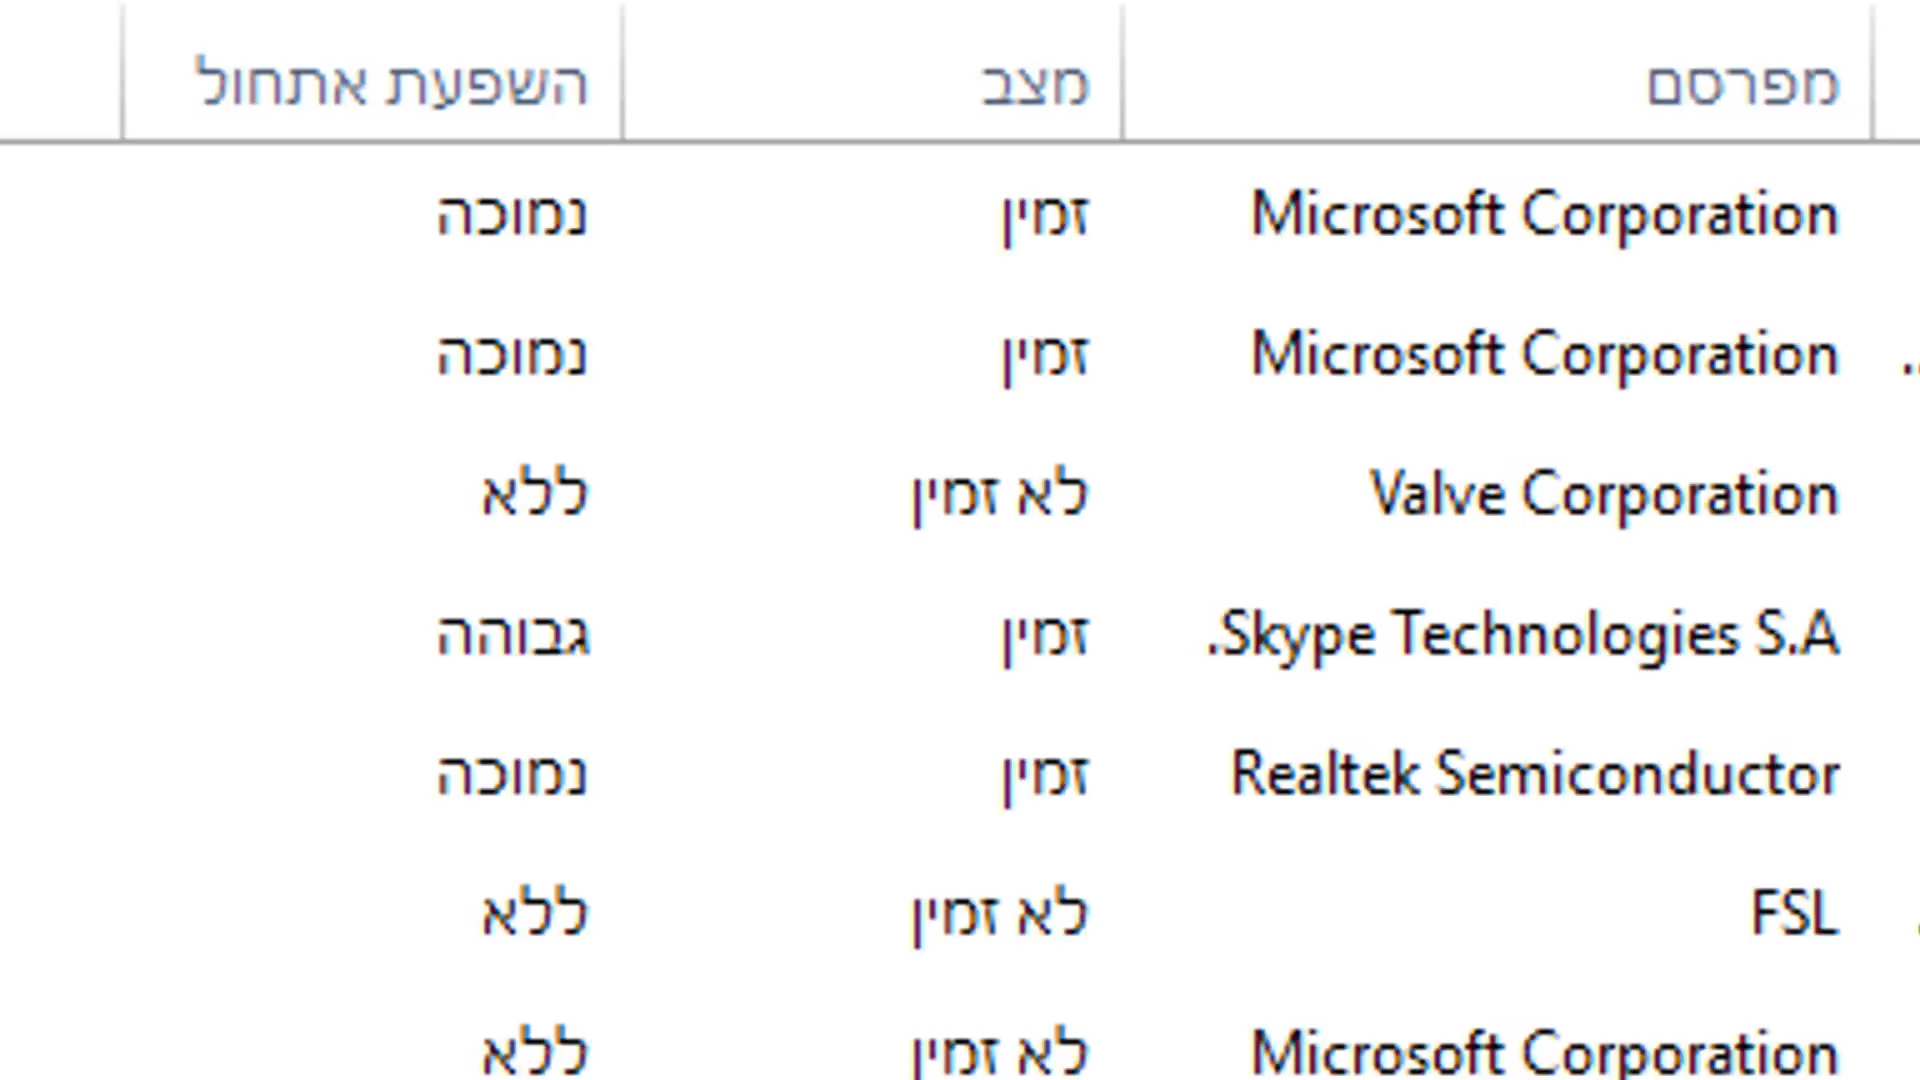 מפרסם מצב השפעת אתחול
Microsoft Corporation זמין נמוכה
Microsoft Corporation זמין נמוכה
Valve Corporation לא זמין ללא
Skype Technologies S.A. זמין גבוהה
Realtek Semiconductor זמין נמוכה
FSL לא זמין ללא
Microsoft Corporation לא זמין ללא